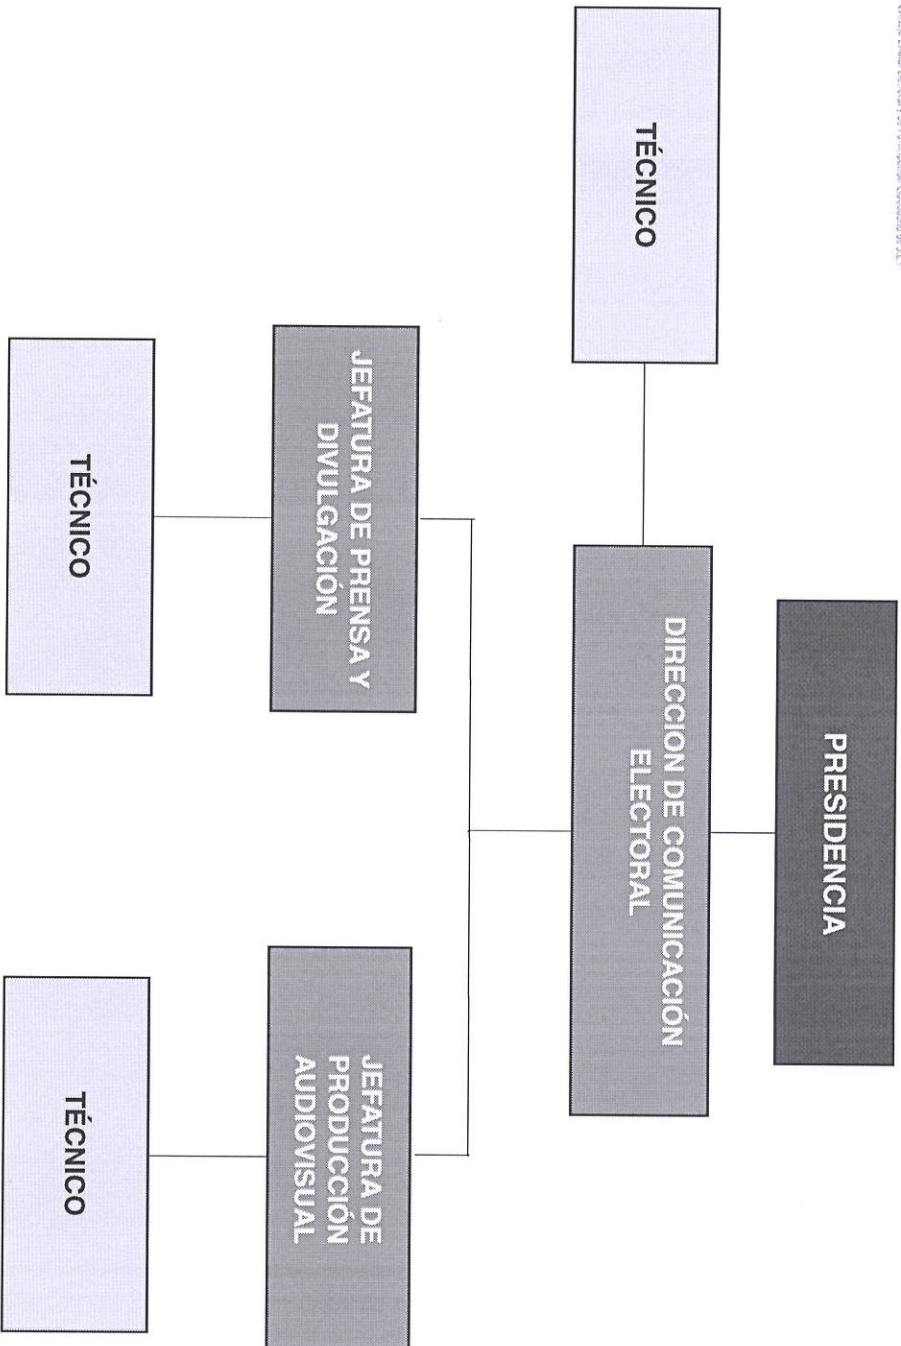 PRESIDENCIA
DIRECCION DE COMUNICACIÓN
ELECTORAL
TÉCNICO
JEFATURA DE PRENSA Y
DIVULGACIÓN
JEFATURA DE
PRODUCCIÓN
AUDIOVISUAL
TÉCNICO
TÉCNICO